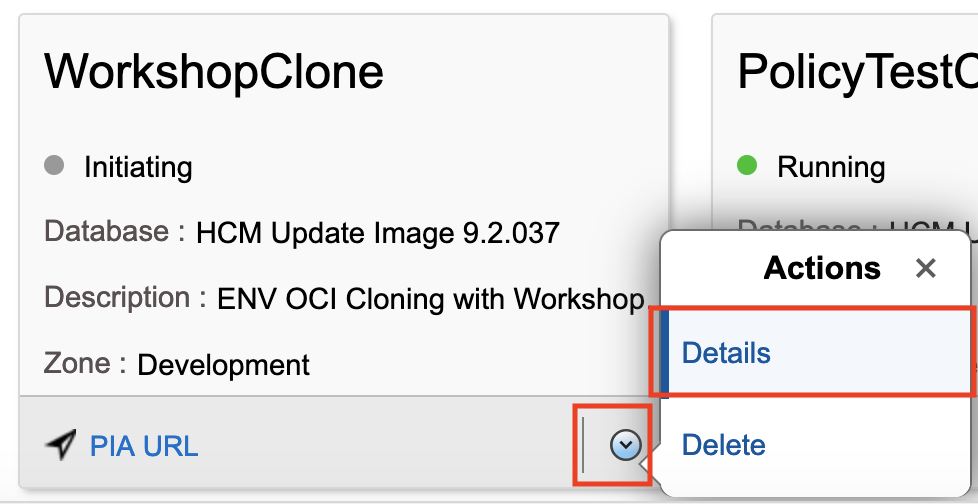 WorkshopClone
Initiating
Database : HCM Update Image 9.2.037
Description : ENV OCI Cloning with Workshop
Zone : Development
PIA URL
PolicyTestC
Running
Database : HCM U
Actions
Details
Delete